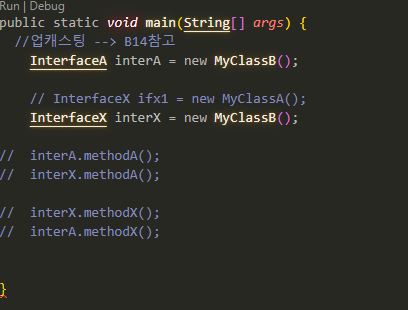 Run | Debug
public static void main(String[] args) {
//업캐스팅 --> B14참고
InterfaceA interA = new MyClassB();
// InterfaceX ifx1 = new MyClassA();
InterfaceX interX = new MyClassB();
// interA.methodA();
// interX.methodA();
// interX.methodX();
// interA.methodX();
}